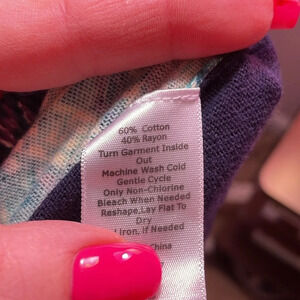 60% Cotton
40% Rayon
Turn Garment Inside
Out
Machine Wash Cold
Gentle Cycle
Only Non-Chlorine
Bleach When Needed
Reshape,Lay Flat To
Dry
Iron, If Needed
China